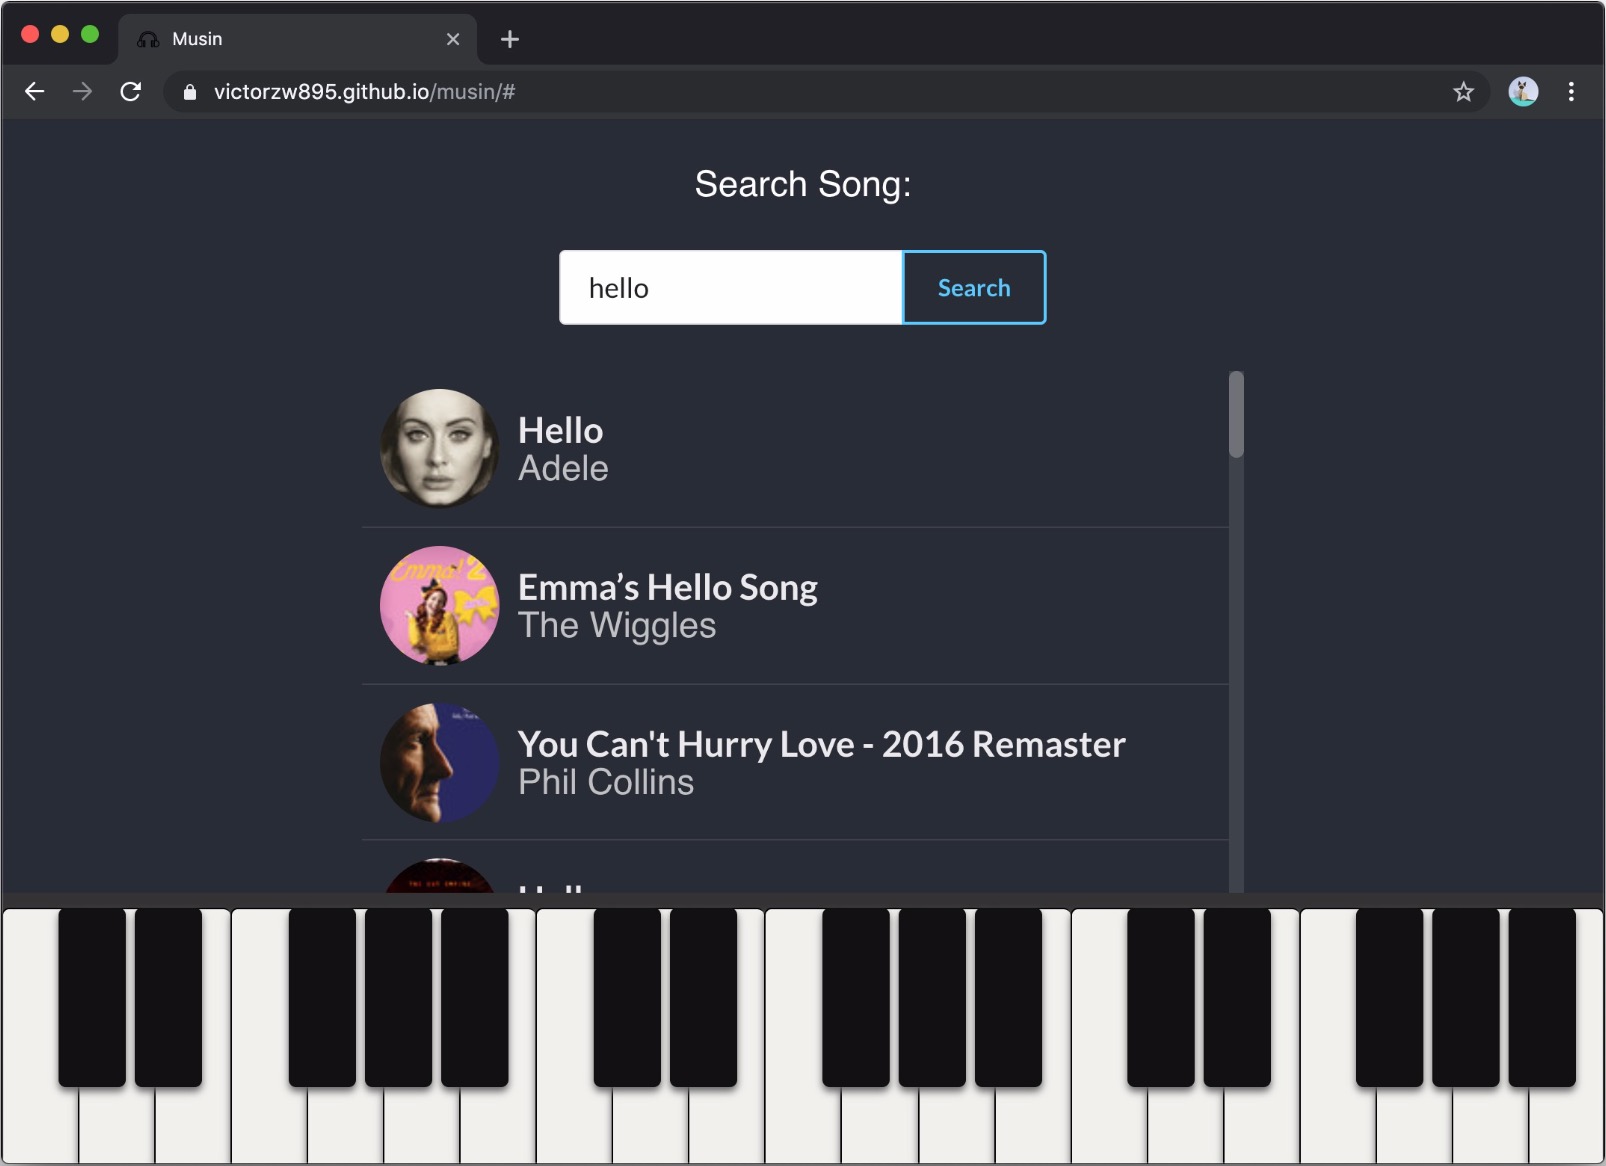 Musin
victorzw895.github.io/musin/#
Search Song:
hello
Search
Hello
Adele
Emma’s Hello Song
The Wiggles
You Can't Hurry Love - 2016 Remaster
Phil Collins